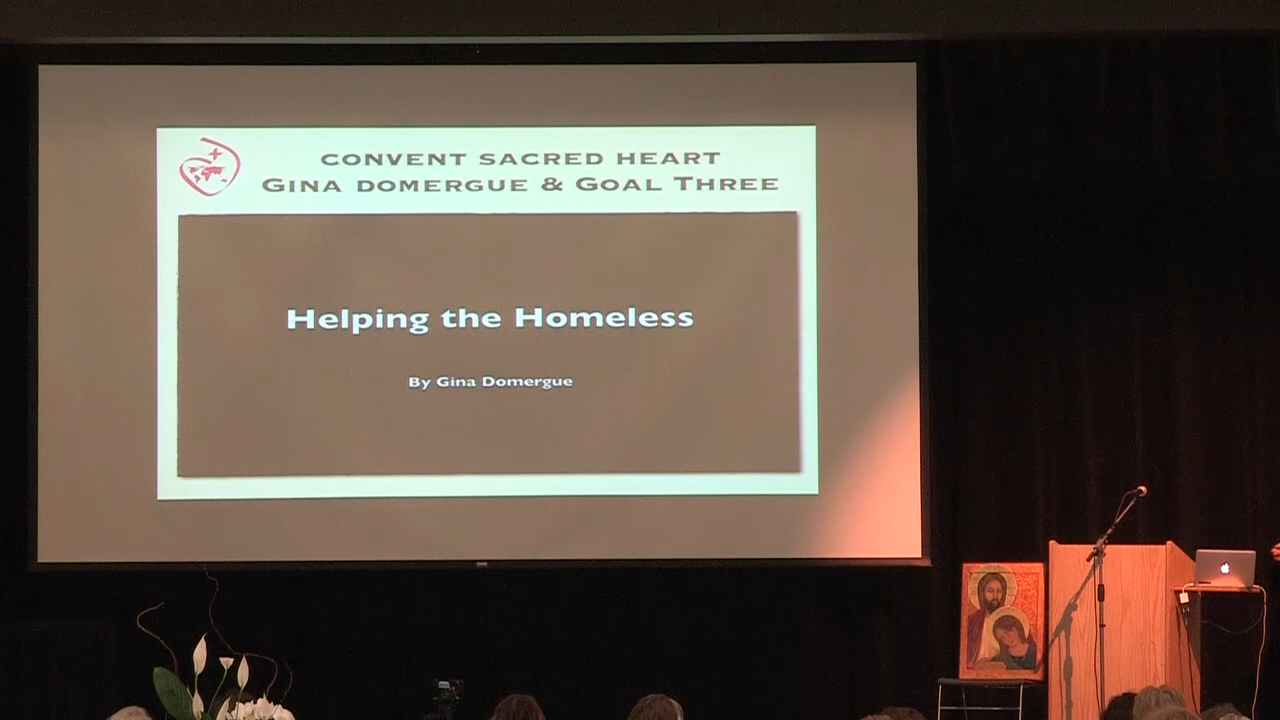 CONVENT SACRED HEART
GINA DOMERGUE & GOAL THREE
Helping the Homeless
By Gina Domergue